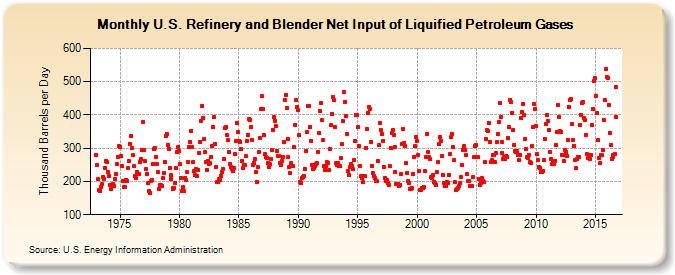 Monthly U.S. Refinery and Blender Net Input of Liquified Petroleum Gases
Thousand Barrels per Day
600
500
400
300
200
100
1975 1980 1985 1990 1995 2000 2005 2010 2015
Source: U.S. Energy Information Administration